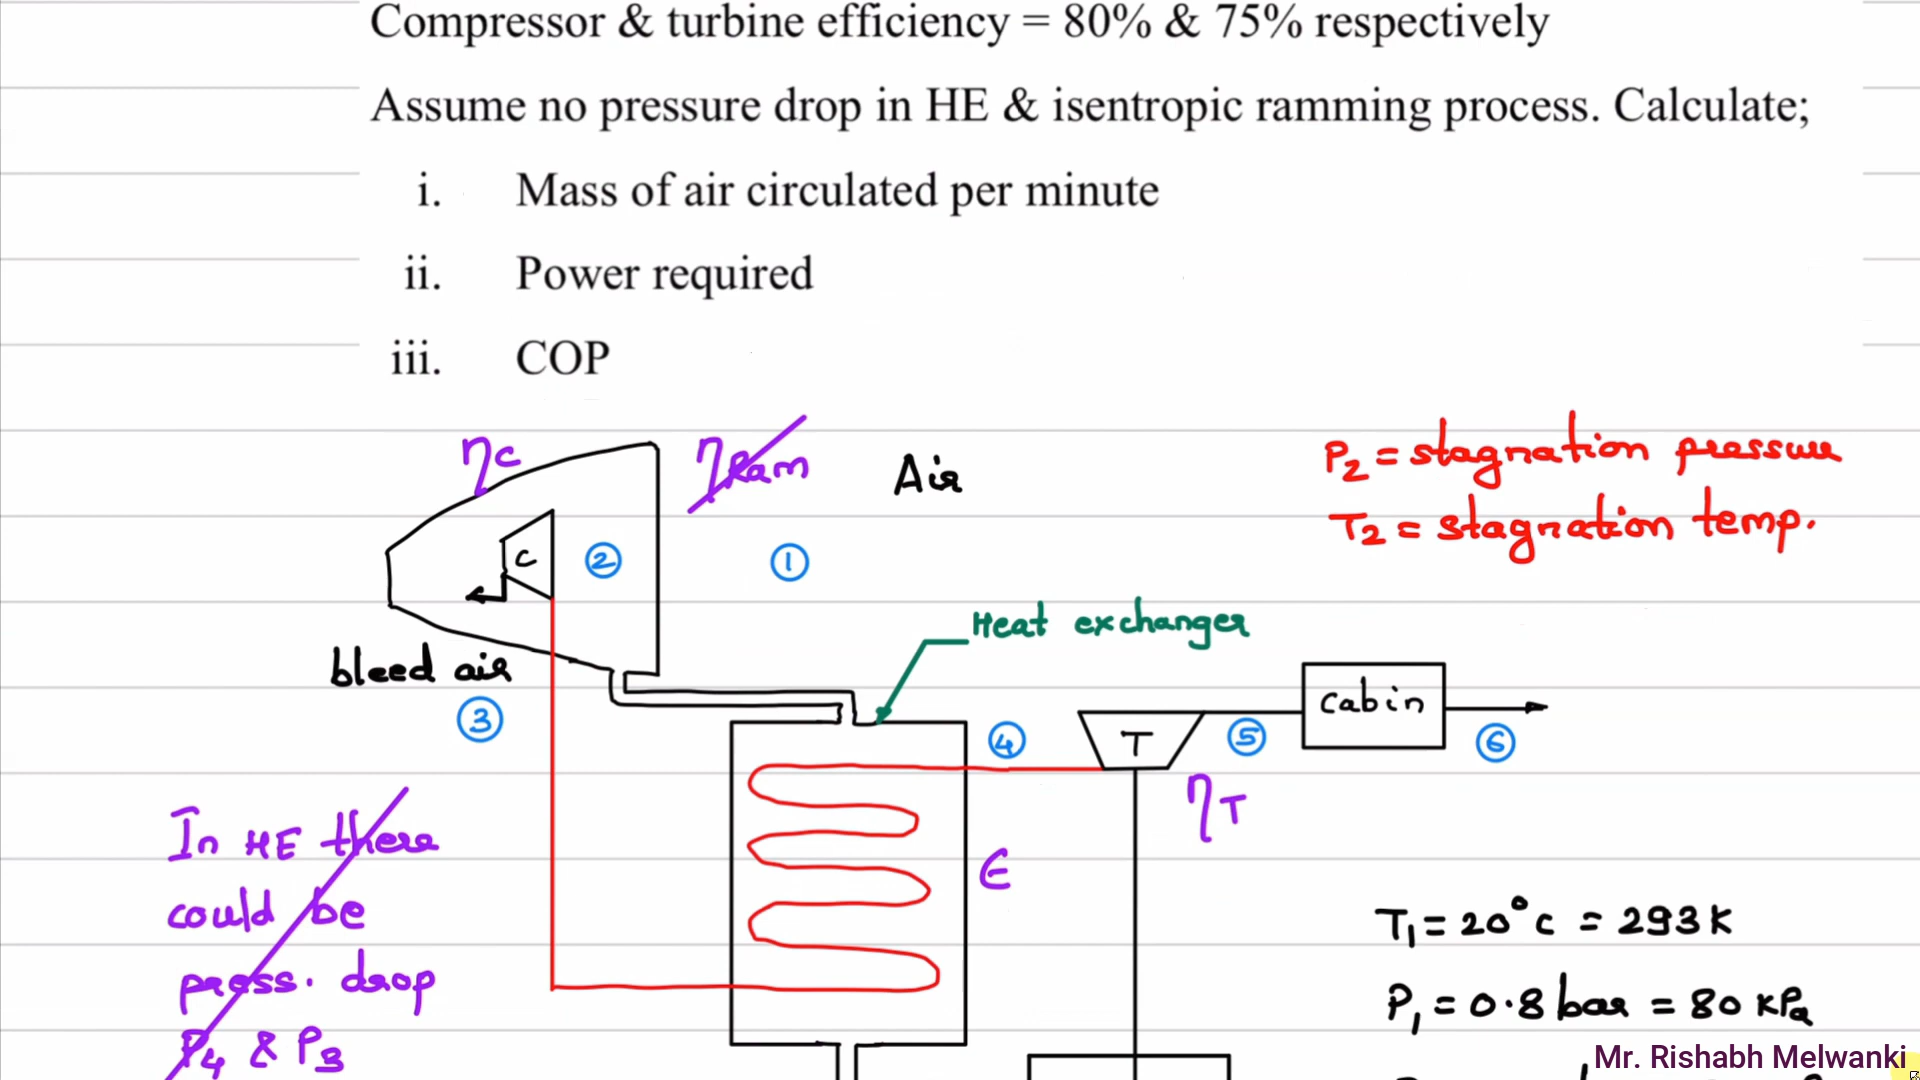 Compressor & turbine efficiency = 80% & 75% respectively
Assume no pressure drop in HE & isentropic ramming process. Calculate;
i. Mass of air circulated per minute
ii. Power required
iii. COP
ηc
ηRam
Air
P2 = stagnation pressure
T2 = stagnation temp.
C
②
①
Heat exchanger
bleed air
③
④
T
⑤
cabin
⑥
ηT
In HE there
could be
press. drop
P4 & P3
ϵ
T1 = 20°c = 293 K
P1 = 0.8 bar = 80 KPa
Mr. Rishabh Melwanki